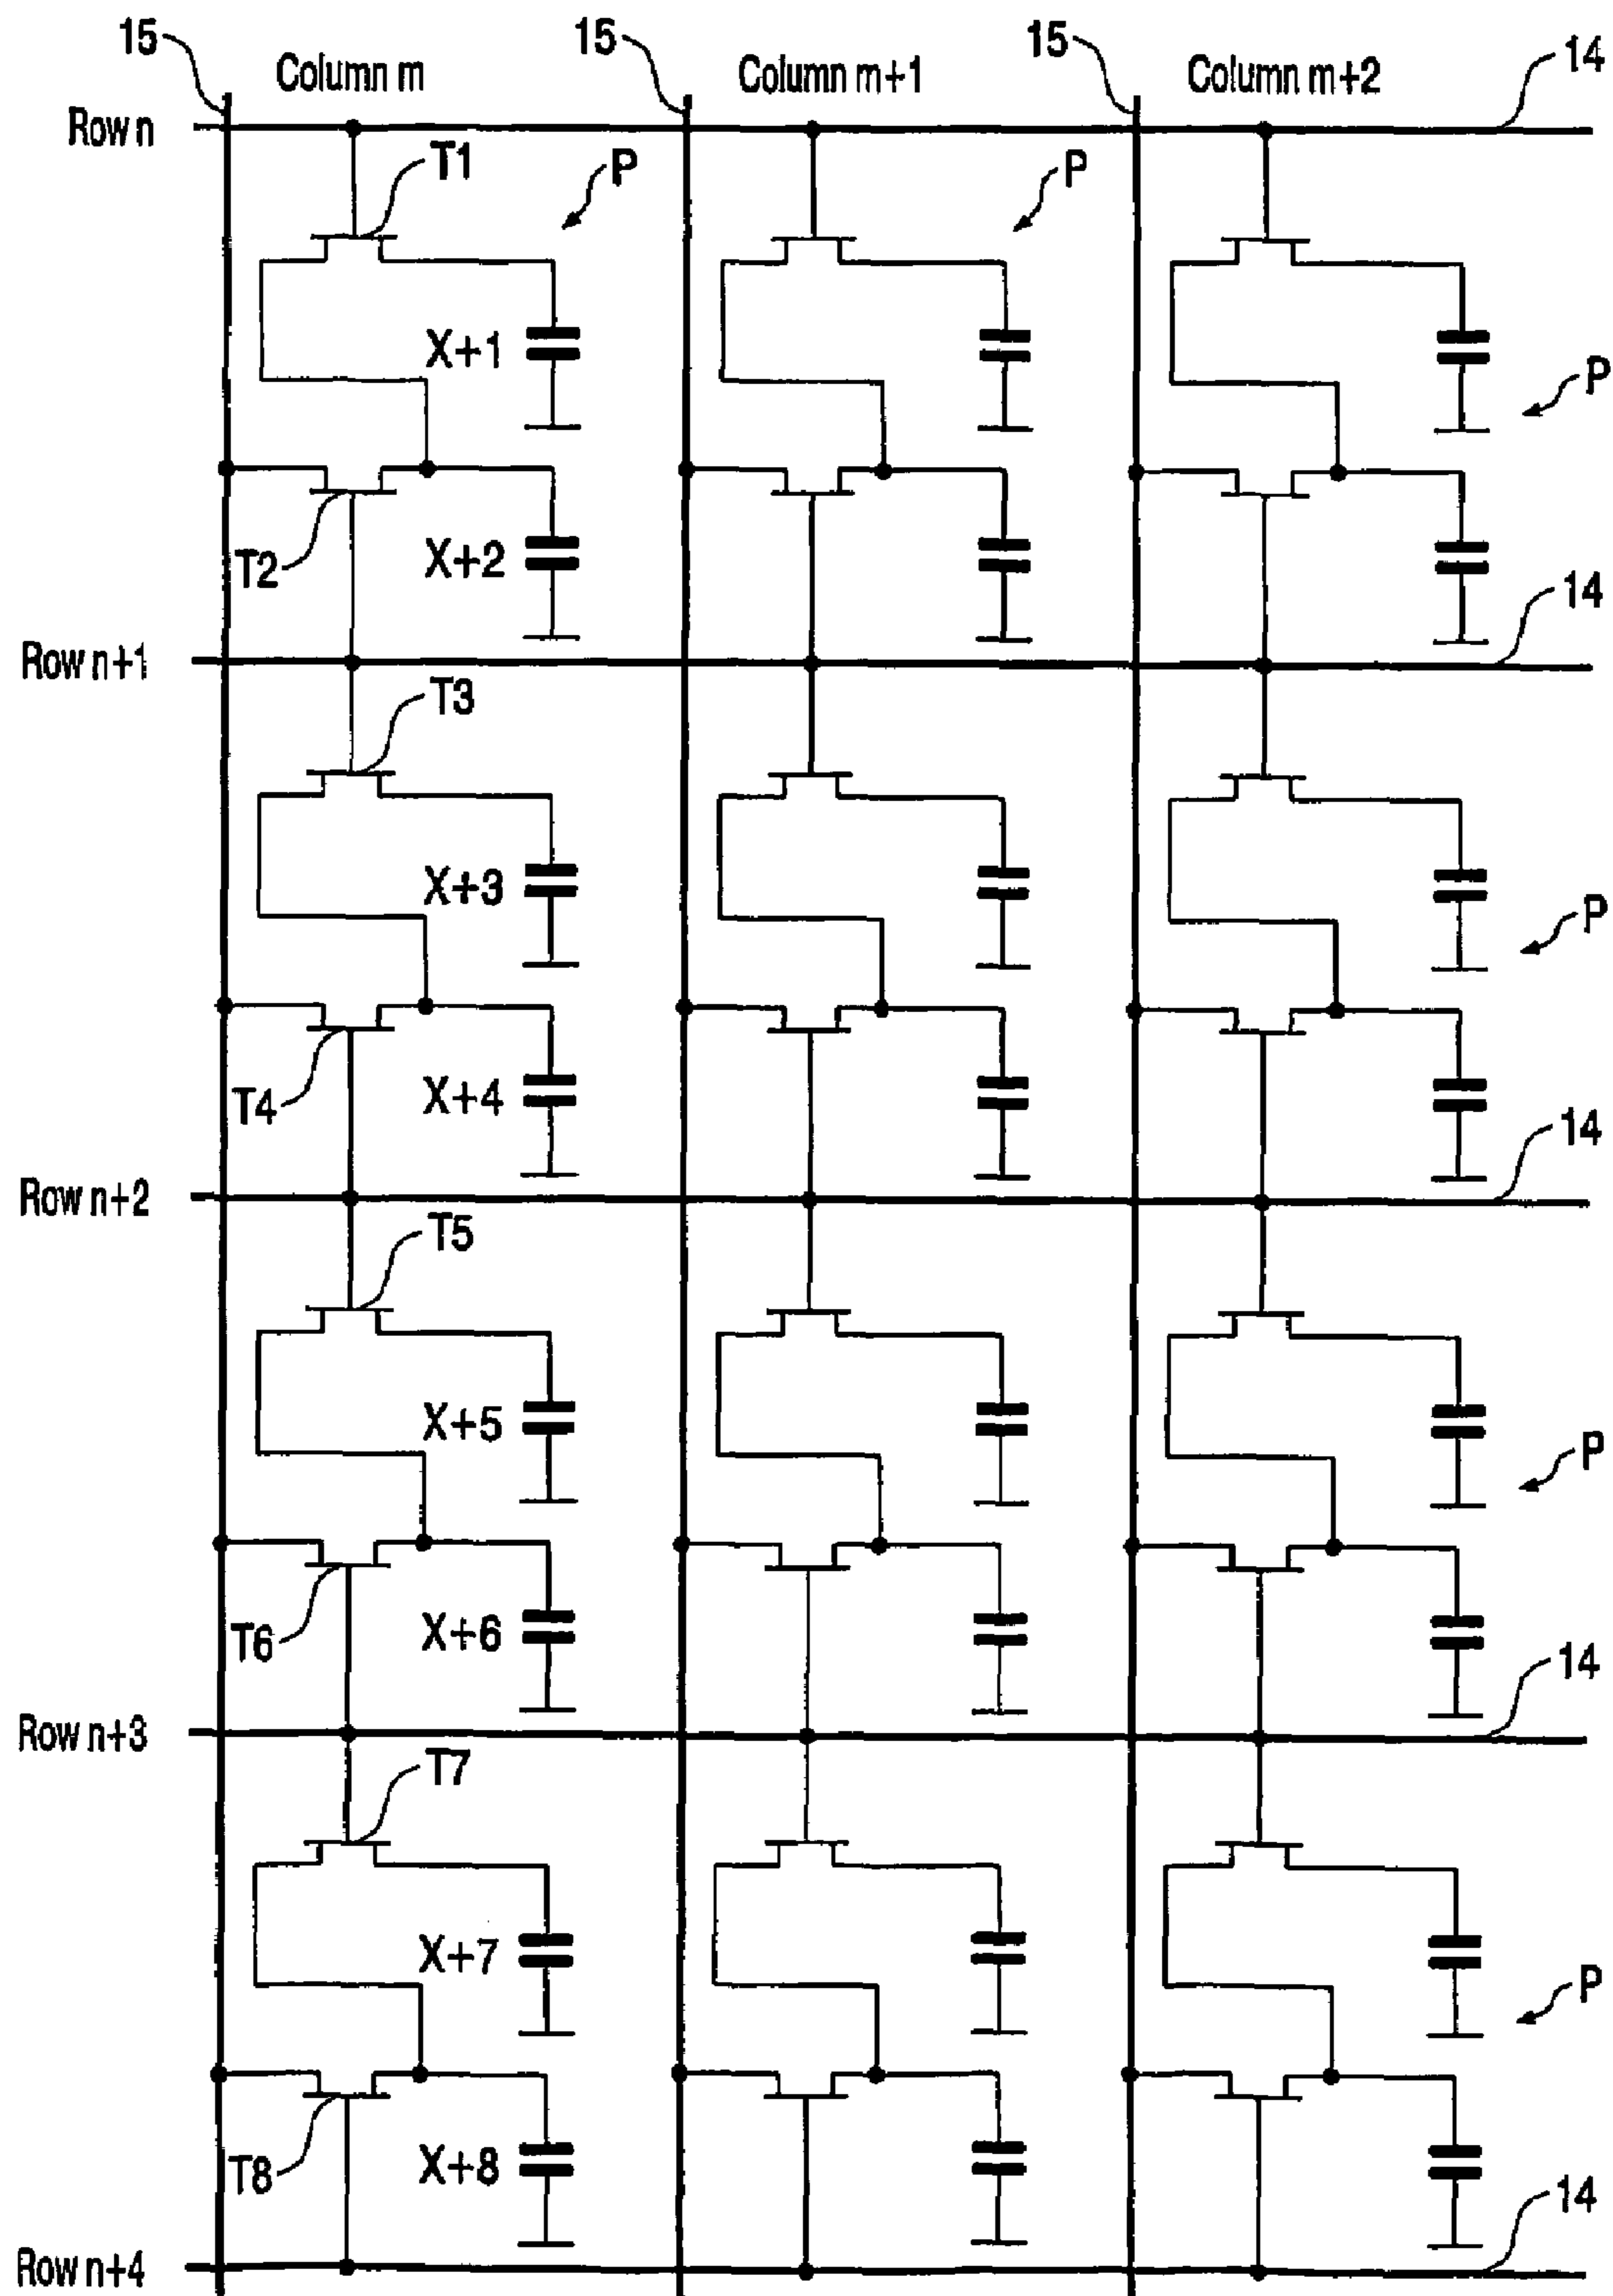 15
15
15
14
Column m
Column m+1
Column m+2
Row n
T1
P
P
X+1
P
T2
X+2
14
Row n+1
T3
X+3
P
T4
X+4
14
Row n+2
T5
X+5
P
T6
X+6
14
Row n+3
T7
X+7
P
T8
X+8
14
Row n+4